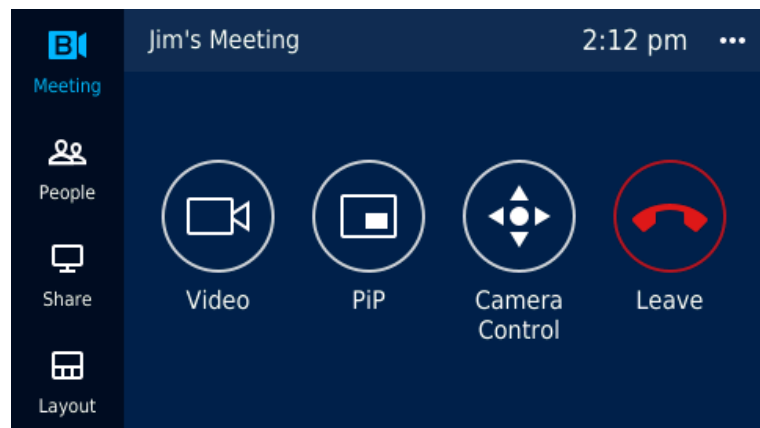 B
Meeting
People
Share
Layout
Jim's Meeting
2:12 pm
Video
PiP
Camera
Control
Leave